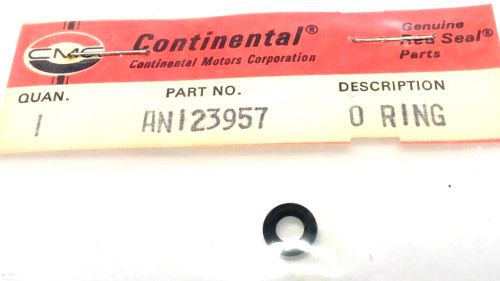 CMC
Continental®
Continental Motors Corporation
Genuine
Red Seal®
Parts
QUAN.
PART NO.
DESCRIPTION
1
AN123957
O RING